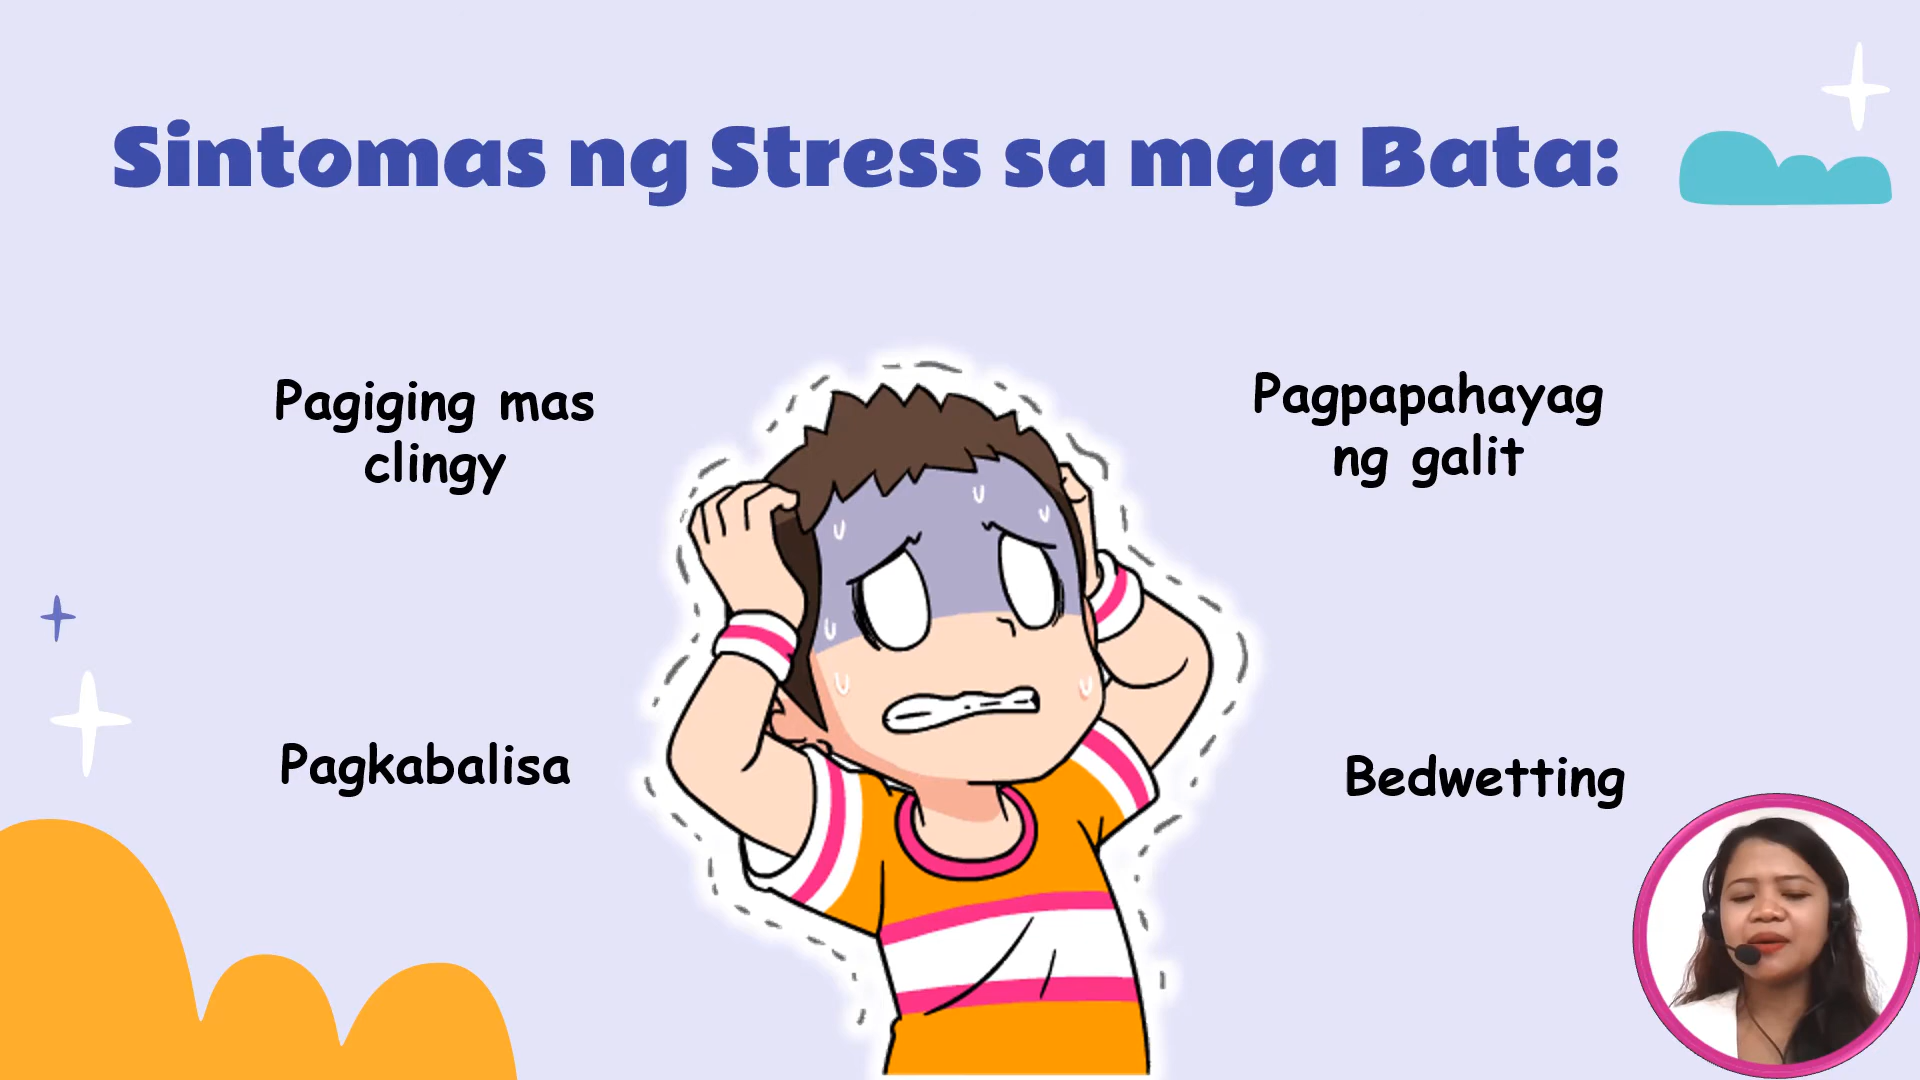 Sintomas ng Stress sa mga Bata:
Pagiging mas
clingy
Pagpapahayag
ng galit
Pagkabalisa
Bedwetting